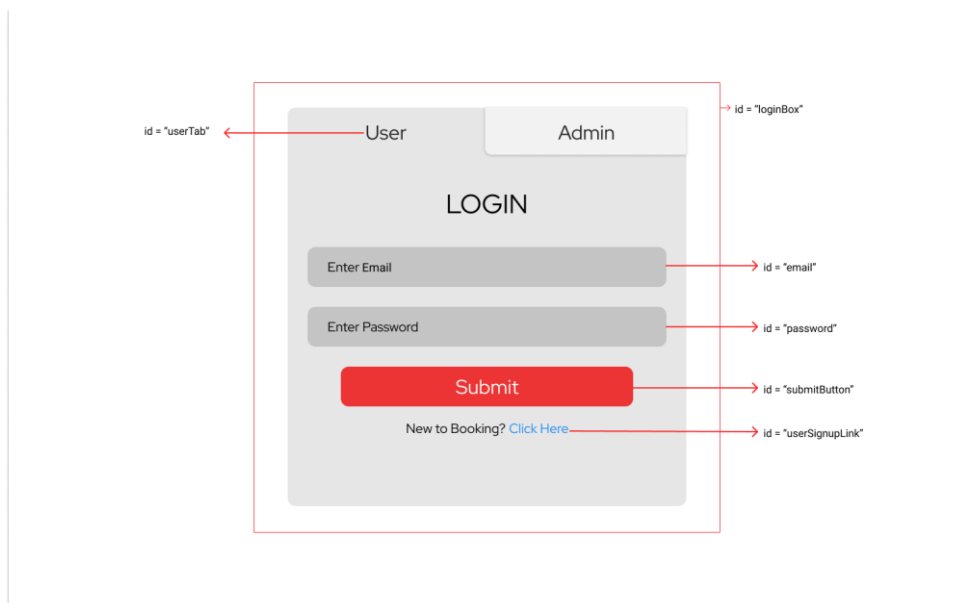 id = "loginBox"
id = "userTab"
User
Admin
LOGIN
Enter Email
id = "email"
Enter Password
id = "password"
Submit
id = "submitButton"
New to Booking? Click Here
id = "userSignupLink"